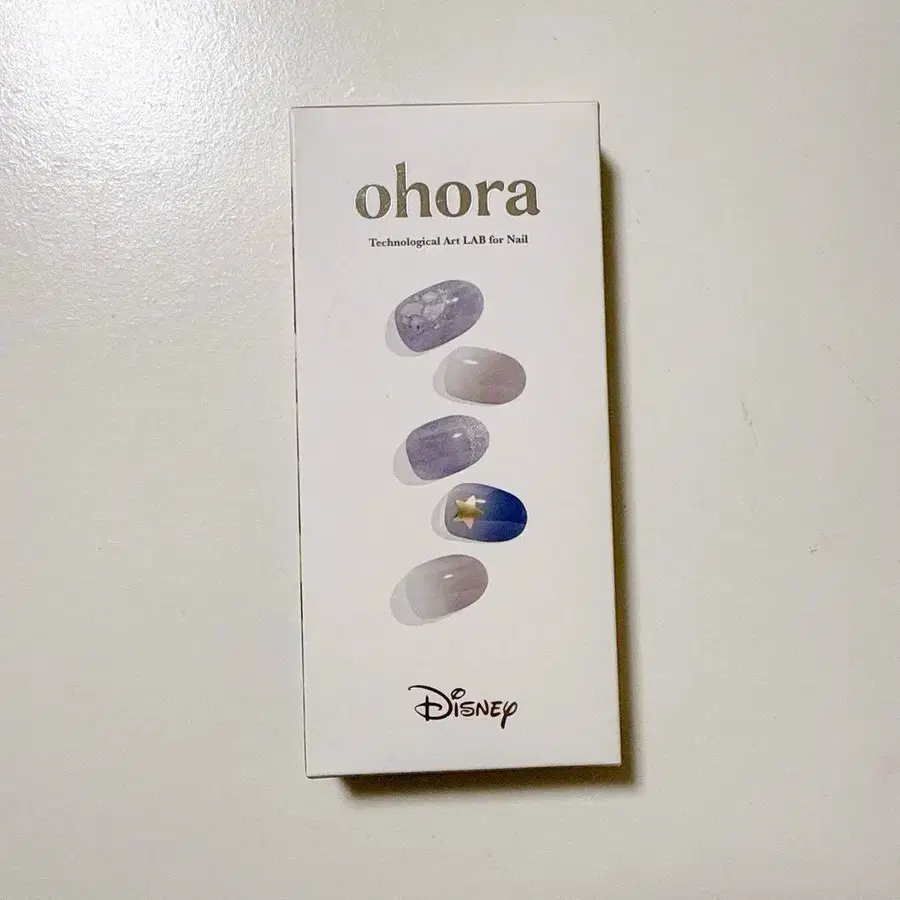 ohora
Technological Art LAB for Nail
Disney